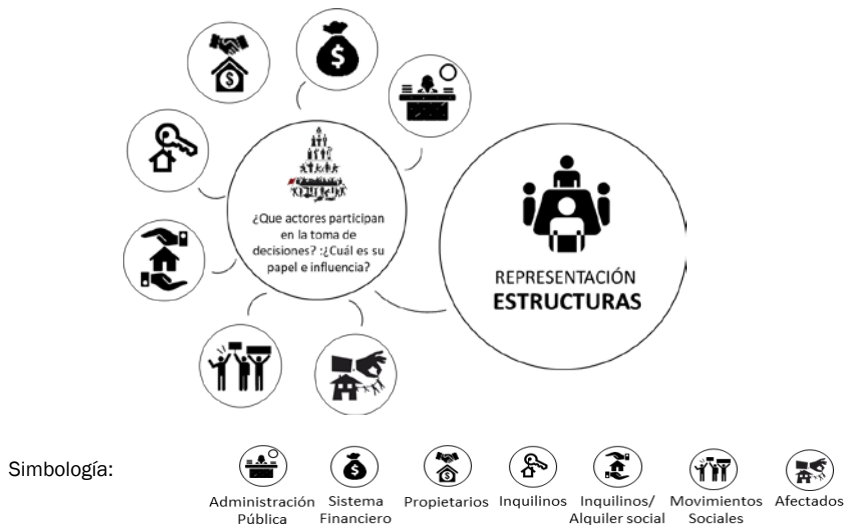 ¿Que actores participan
en la toma de
decisiones? :¿Cuál es su
papel e influencia?
REPRESENTACIÓN
ESTRUCTURAS
Simbología:
Administración
Pública
Sistema
Financiero
Propietarios
Inquilinos
Inquilinos/
Alquiler social
Movimientos
Sociales
Afectados